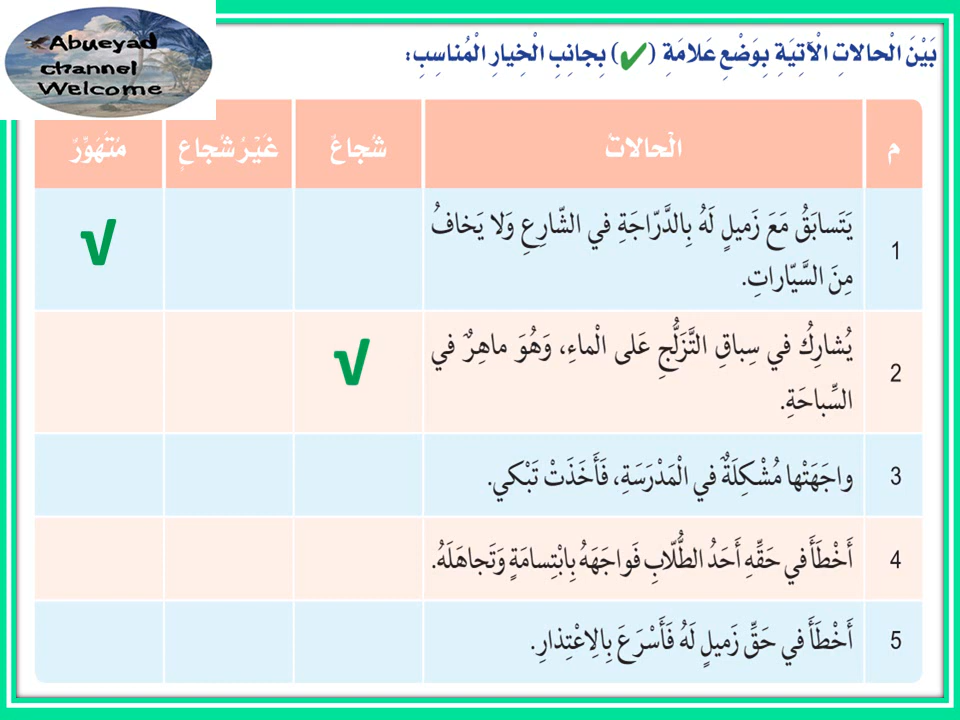 Abueyad
channel
Welcome
بَيْنَ الْحالاتِ الْآتِيَةِ بِوَضْعِ عَلامَةِ (✔) بِجانِبِ الْخِيارِ الْمُناسِبِ:
م الْحالات شُجاعٌ غَيْرُ شُجاعٍ مُتَهَوِّرٌ
1 يَتَسابَقُ مَعَ زَميلٍ لَهُ بِالدَّرّاجَةِ في الشّارِعِ وَلا يَخافُ √
مِنَ السَّيّاراتِ.
2 يُشارِكُ في سِباقِ التَّزَلُّجِ عَلى الْماءِ، وَهُوَ ماهِرٌ في √
السِّباحَةِ.
3 واجَهَتْها مُشْكِلَةٌ في الْمَدْرَسَةِ، فَأَخَذَتْ تَبْكي.
4 أَخْطَأَ في حَقِّهِ أَحَدُ الطُّلّابِ فَواجَهَهُ بِابْتِسامَةٍ وَتَجاهَلَهُ.
5 أَخْطَأَ في حَقِّ زَميلٍ لَهُ فَأَسْرَعَ بِالِاعْتِذارِ.